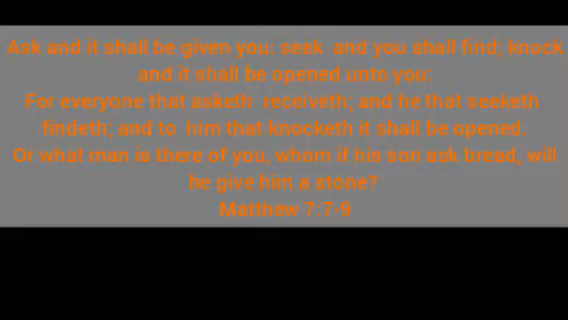 Ask and it shall be given you: seek  and you shall find; knock
and it shall be opened unto you:
For everyone that asketh  receiveth; and he that seeketh
findeth; and to  him that knocketh it shall be opened.
Or what man is there of you, whom if his son ask bread, will
he give him a stone?
Matthew 7:7-9